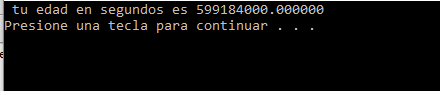 tu edad en segundos es 599184000.000000
Presione una tecla para continuar . . .